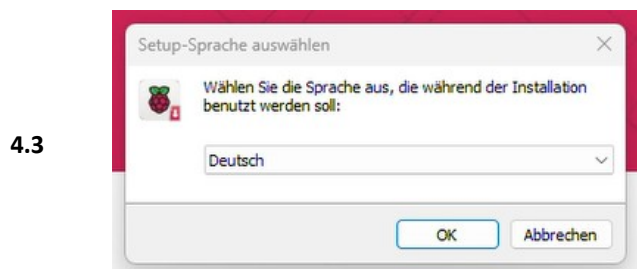 Setup-Sprache auswählen
Wählen Sie die Sprache aus, die während der Installation
benutzt werden soll:
4.3
Deutsch
OK Abbrechen